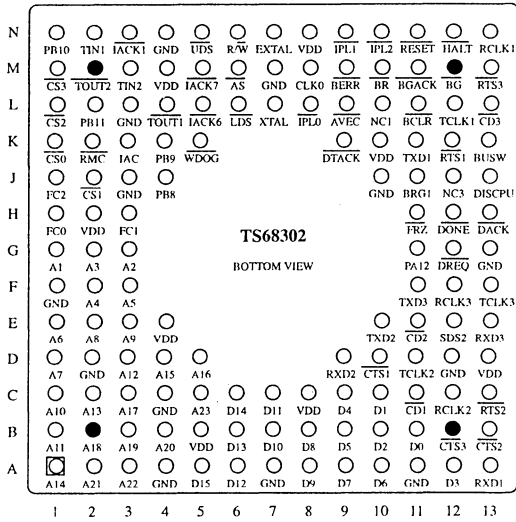 N
PB10 TIN1 IACK1 GND UDS R/W EXTAL VDD IPL1 IPL2 RESET HALT RCLK1
M
CS3 TOUT2 TIN2 VDD IACK7 AS GND CLK0 BERR BR BGACK BG RTS3
L
CS2 PB11 GND TOUT1 IACK6 LDS XTAL IPL0 AVEC NC1 BCLR TCLK1 CD3
K
CS0 RMC IAC PB9 WDOG DTACK VDD TXD1 RTS1 BUSW
J
FC2 CS1 GND PB8 GND BRG1 NC3 DISCPU
H
TS68302
FC0 VDD FC1 FRZ DONE DACK
G
BOTTOM VIEW
A1 A3 A2 PA12 DREQ GND
F
GND A4 A5 TXD3 RCLK3 TCLK3
E
A6 A8 A9 VDD TXD2 CD2 SDS2 RXD3
D
A7 GND A12 A15 A16 RXD2 CTS1 TCLK2 GND VDD
C
A10 A13 A17 GND A23 D14 D11 VDD D4 D1 CD1 RCLK2 RTS2
B
A11 A18 A19 A20 VDD D13 D10 D8 D5 D2 D0 CTS3 CTS2
A
A14 A21 A22 GND D15 D12 GND D9 D7 D6 GND D3 RXD1
1 2 3 4 5 6 7 8 9 10 11 12 13